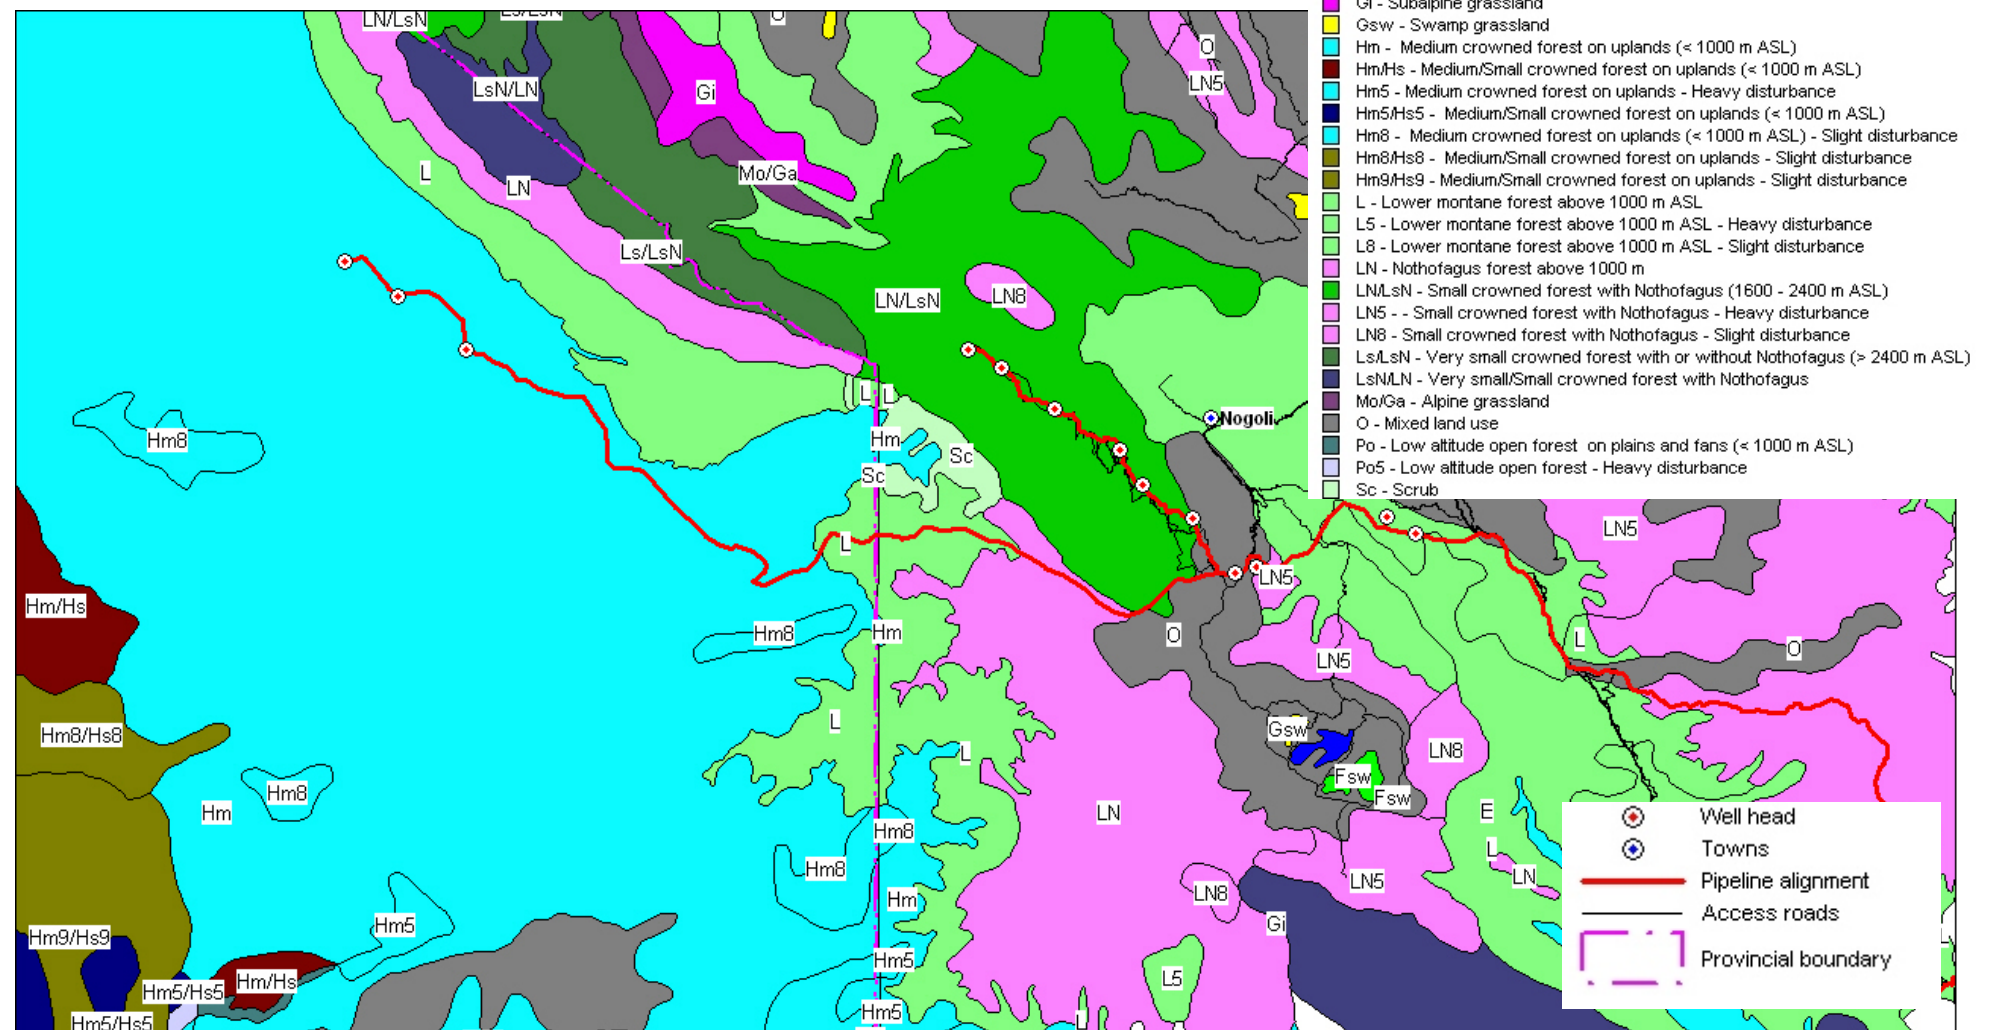 LN/LsN
Ls/LsN
O
Gi - Subalpine grassland
Gsw - Swamp grassland
Hm - Medium crowned forest on uplands (< 1000 m ASL)
Hm/Hs - Medium/Small crowned forest on uplands (< 1000 m ASL)
Hm5 - Medium crowned forest on uplands - Heavy disturbance
Hm5/Hs5 - Medium/Small crowned forest on uplands (< 1000 m ASL)
Hm8 - Medium crowned forest on uplands (< 1000 m ASL) - Slight disturbance
Hm8/Hs8 - Medium/Small crowned forest on uplands - Slight disturbance
Hm9/Hs9 - Medium/Small crowned forest on uplands - Slight disturbance
L - Lower montane forest above 1000 m ASL
L5 - Lower montane forest above 1000 m ASL - Heavy disturbance
L8 - Lower montane forest above 1000 m ASL - Slight disturbance
LN - Nothofagus forest above 1000 m
LN/LsN - Small crowned forest with Nothofagus (1600 - 2400 m ASL)
LN5 - - Small crowned forest with Nothofagus - Heavy disturbance
LN8 - Small crowned forest with Nothofagus - Slight disturbance
Ls/LsN - Very small crowned forest with or without Nothofagus (> 2400 m ASL)
LsN/LN - Very small/Small crowned forest with Nothofagus
Mo/Ga - Alpine grassland
O - Mixed land use
Po - Low altitude open forest on plains and fans (< 1000 m ASL)
Po5 - Low altitude open forest - Heavy disturbance
Sc - Scrub
O
LN5
LsN/LN
Gi
L
LN
Mo/Ga
Ls/LsN
LN/LsN
LN8
L
L
Nogoli
Hm8
Hm
Sc
Sc
L
LN5
LN5
Hm/Hs
Hm8
Hm
O
L
O
LN5
L
Hm8/Hs8
Gsw
LN8
L
Fsw
Fsw
Hm8
Hm
LN
E
Hm8
L
Hm8
LN5
LN
LN8
Hm
Hm5
Gi
Hm9/Hs9
L
Hm5
L5
Hm/Hs
Hm5/Hs5
Hm5
L
Hm5/Hs5
Well head
Towns
Pipeline alignment
Access roads
Provincial boundary